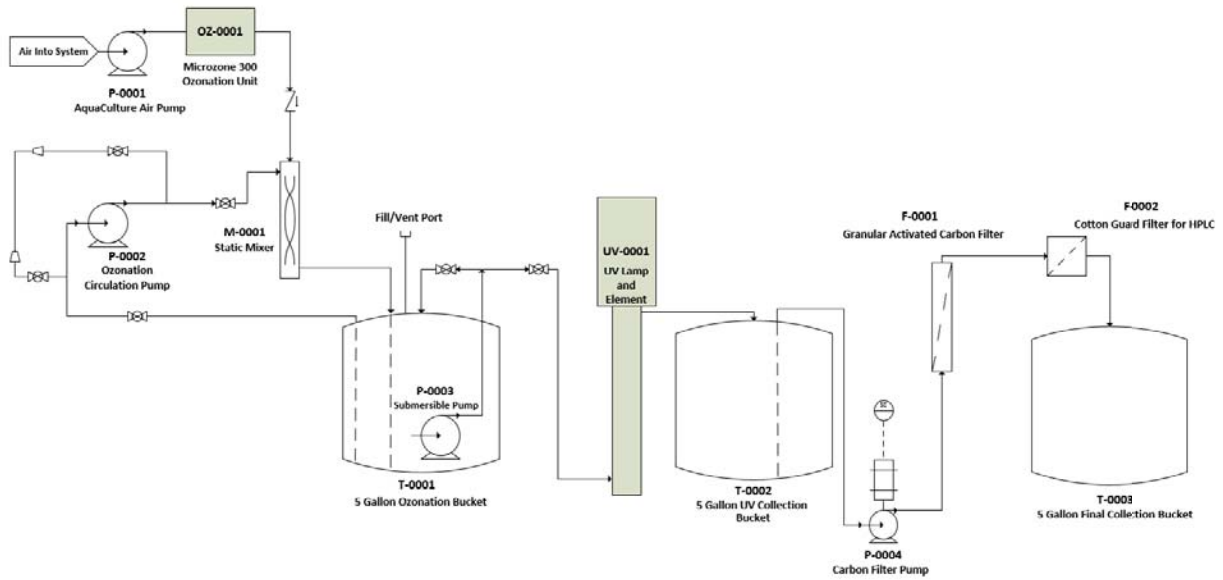 OZ-0001
Air Into System
Microzone 300
Ozonation Unit
P-0001
AquaCulture Air Pump
F-0002
Cotton Guard Filter for HPLC
F-0001
Granular Activated Carbon Filter
Fill/Vent Port
M-0001
Static Mixer
P-0002
Ozonation
Circulation Pump
UV-0001
UV Lamp
and
Element
P-0003
Submersible Pump
T-0001
5 Gallon Ozonation Bucket
T-0002
5 Gallon UV Collection
Bucket
T-0003
5 Gallon Final Collection Bucket
P-0004
Carbon Filter Pump